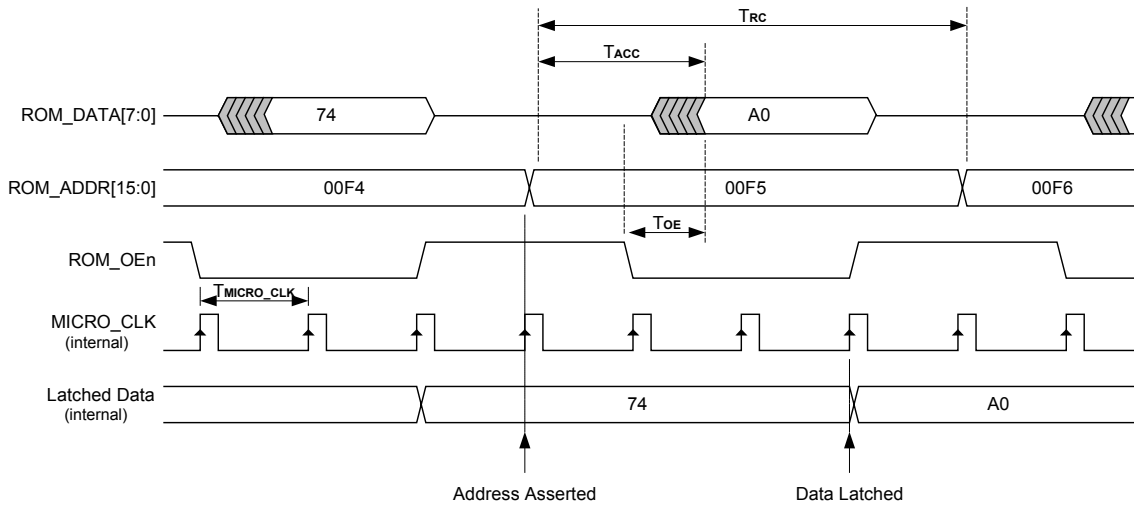 TRC
TACC
ROM_DATA[7:0]
74
A0
ROM_ADDR[15:0]
00F4
00F5
00F6
TOE
ROM_OEn
TMICRO_CLK
MICRO_CLK
(internal)
Latched Data
(internal)
74
A0
Address Asserted
Data Latched